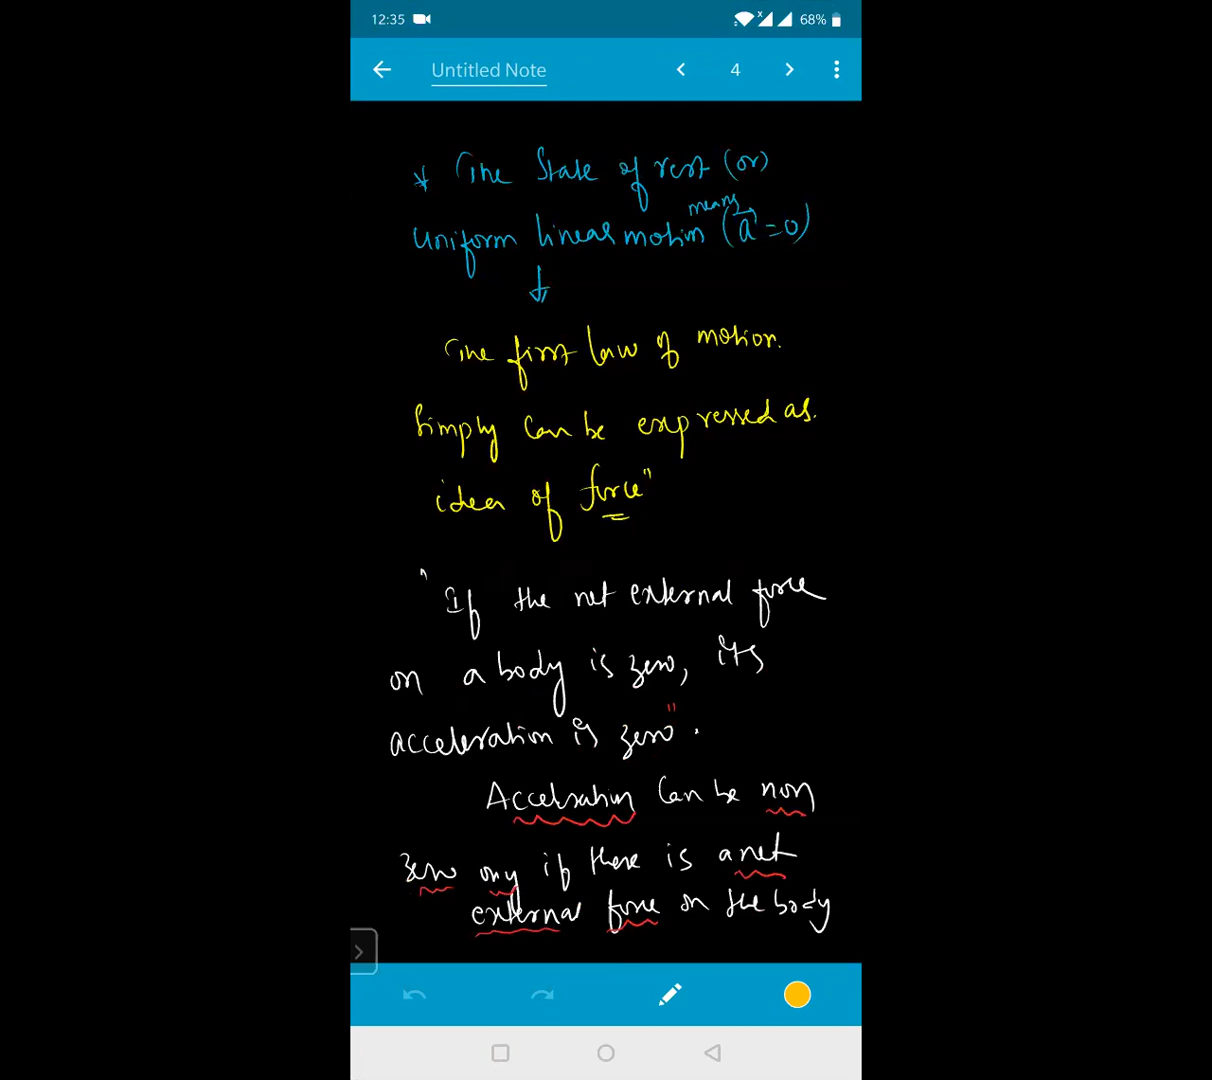 12:35
68%
Untitled Note
4
* The State of rest (or)
means
uniform linear motion (a⃗ = 0)
The first law of motion.
Simply can be expressed as.
idea of force"
"If the net external force
on a body is zero, its
acceleration is zero".
Acceleration can be non
zero ony if there is a net
external force on the body